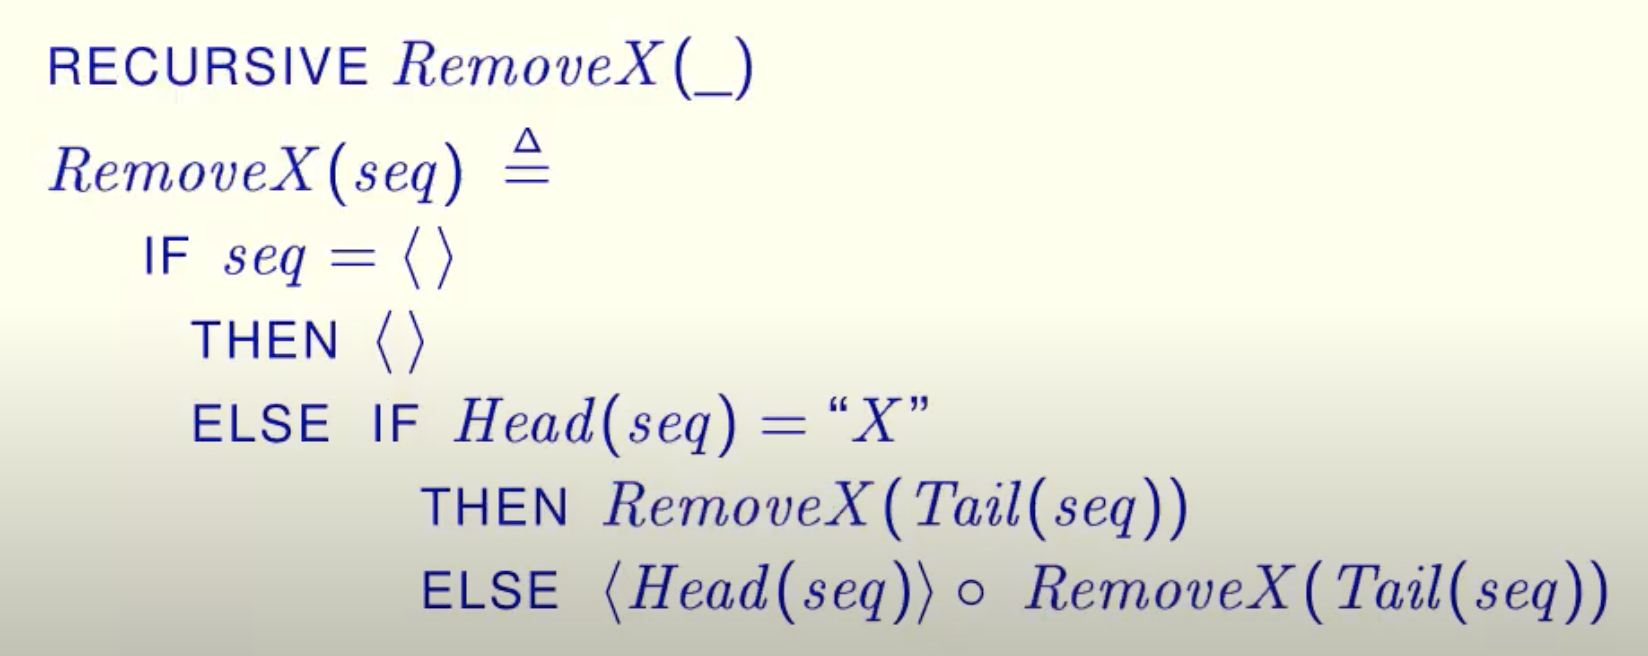 RECURSIVE RemoveX(_)
RemoveX(seq) ≜
IF seq = ⟨ ⟩
THEN ⟨ ⟩
ELSE IF Head(seq) = “X”
THEN RemoveX(Tail(seq))
ELSE ⟨Head(seq)⟩ ∘ RemoveX(Tail(seq))